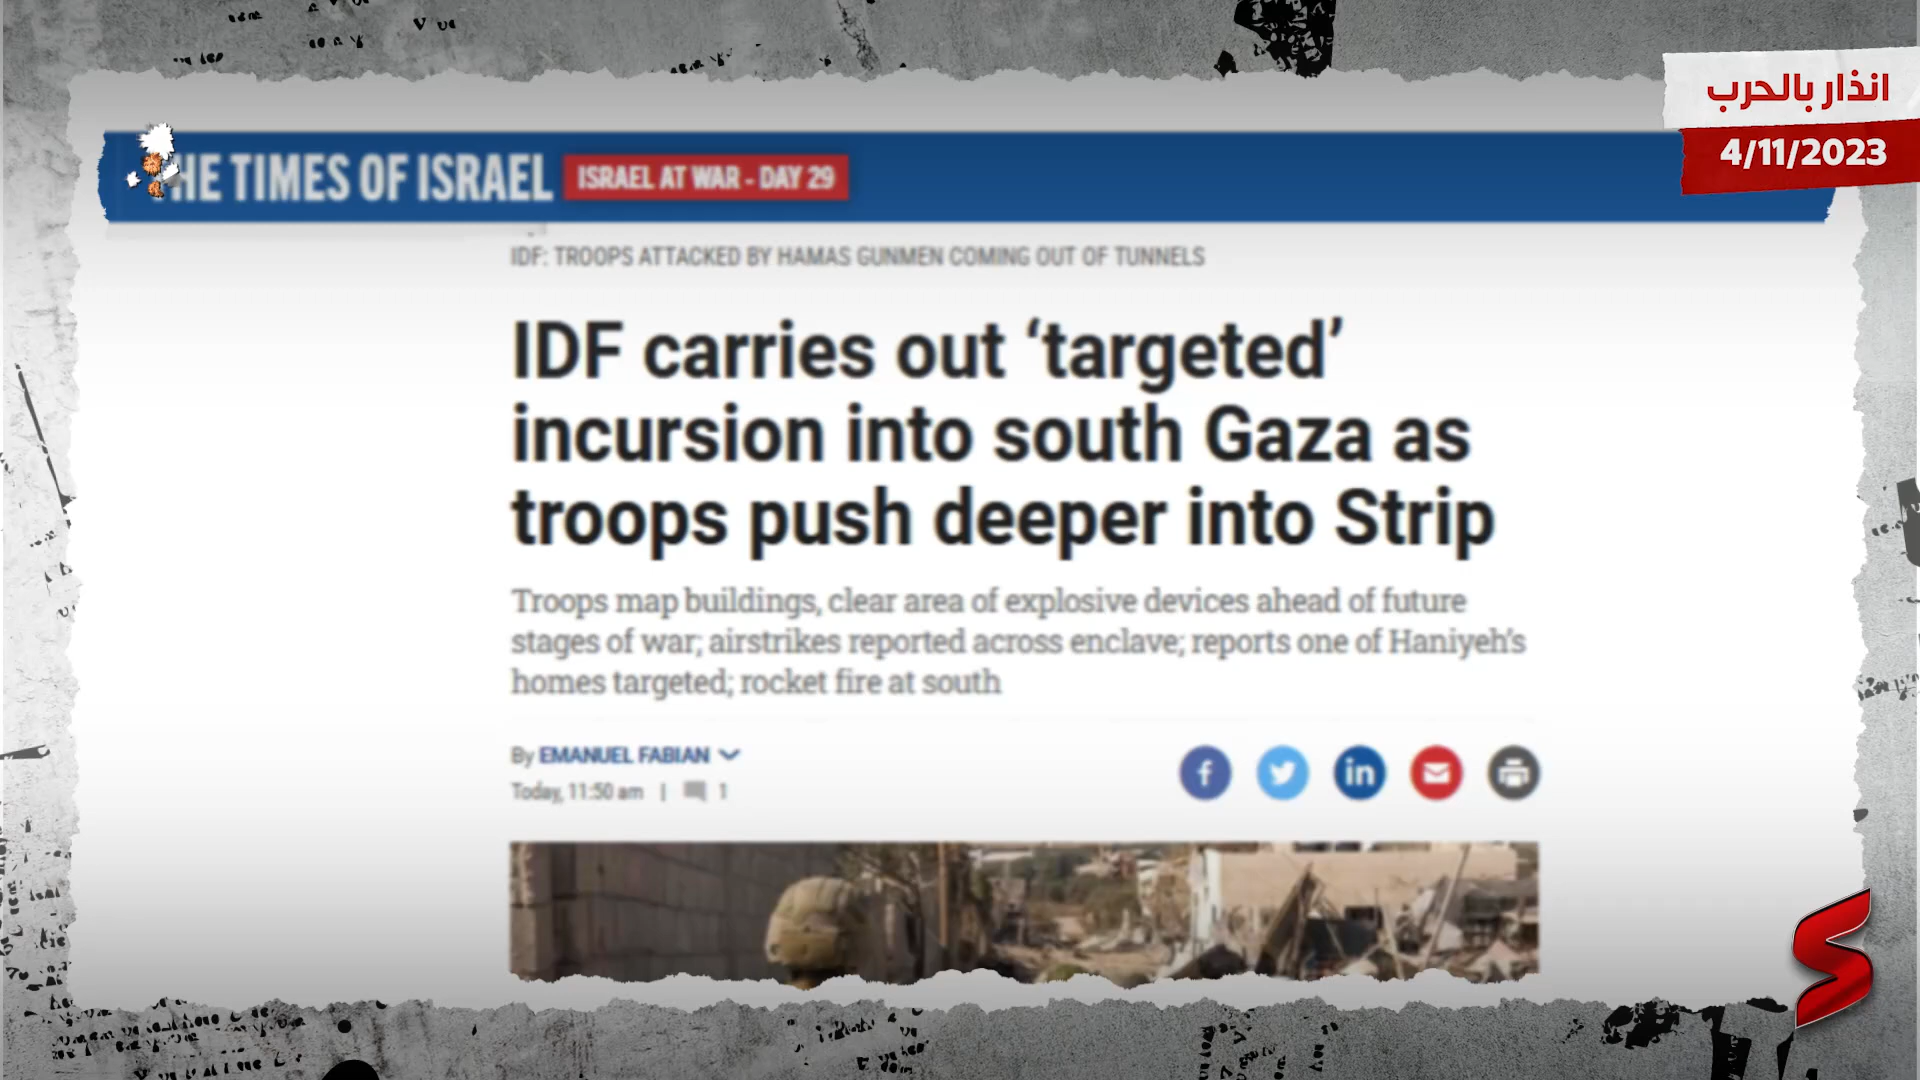 انذار بالحرب
4/11/2023
HE TIMES OF ISRAEL ISRAEL AT WAR - DAY 29
IDF: TROOPS ATTACKED BY HAMAS GUNMEN COMING OUT OF TUNNELS
IDF carries out ‘targeted’
incursion into south Gaza as
troops push deeper into Strip
Troops map buildings, clear area of explosive devices ahead of future
stages of war; airstrikes reported across enclave; reports one of Haniyeh’s
homes targeted; rocket fire at south
By EMANUEL FABIAN
Today, 11:50 am | 1